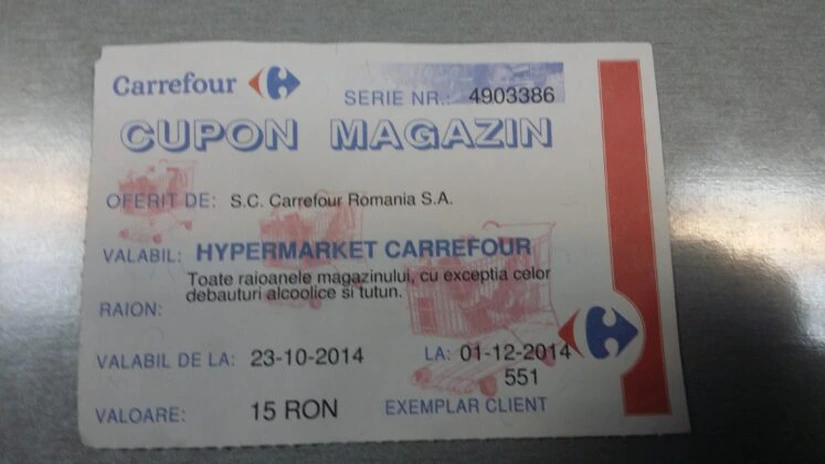 Carrefour
SERIE NR.: 4903386
CUPON MAGAZIN
OFERIT DE: S.C. Carrefour Romania S.A.
VALABIL: HYPERMARKET CARREFOUR
Toate raioanele magazinului, cu exceptia celor
debauturi alcoolice si tutun.
RAION:
VALABIL DE LA: 23-10-2014 LA: 01-12-2014
551
VALOARE: 15 RON EXEMPLAR CLIENT